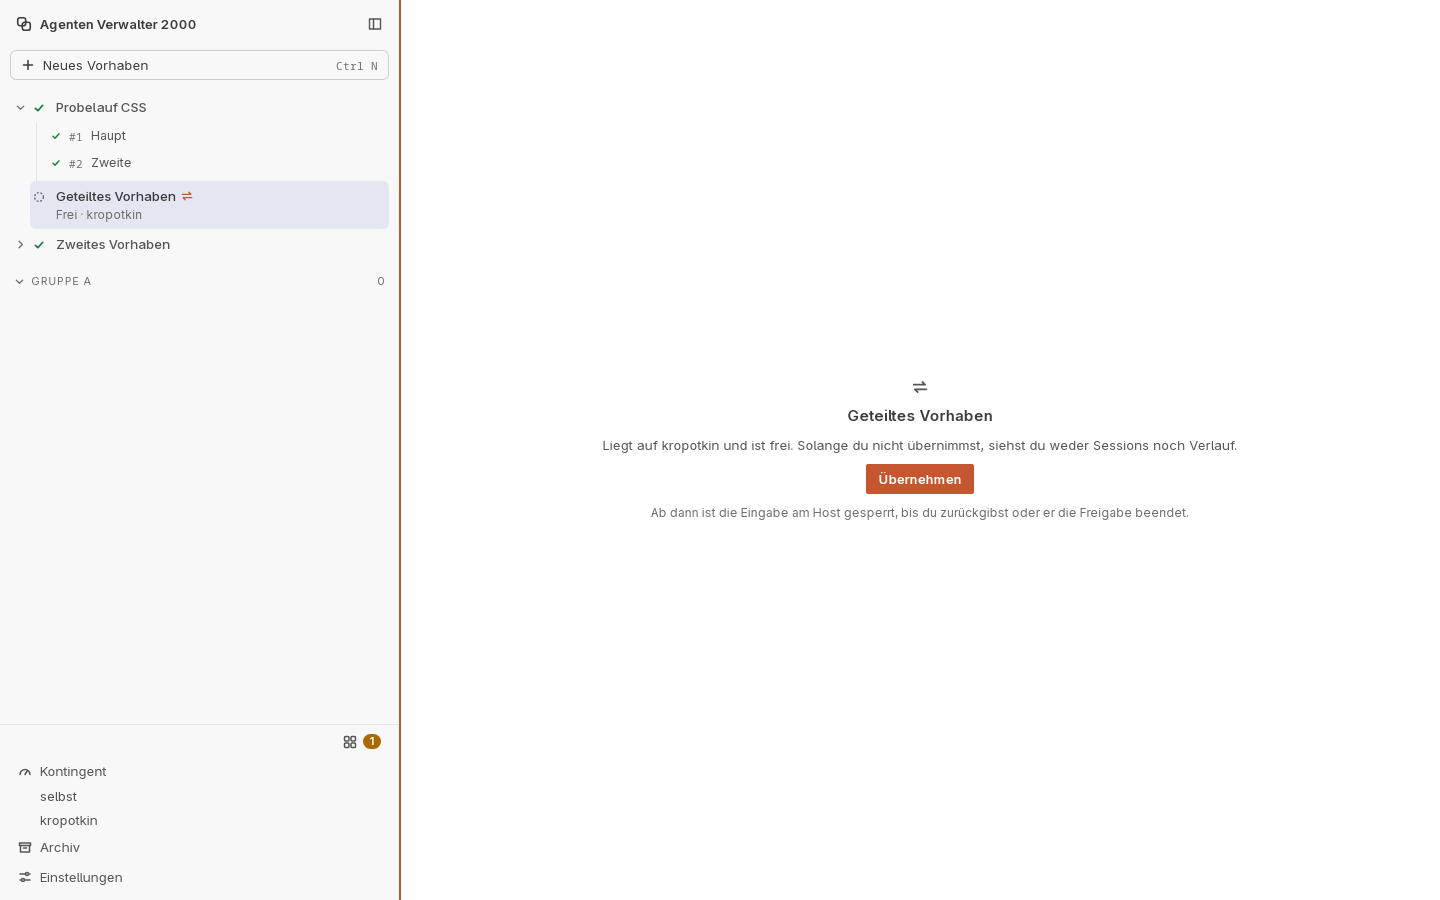 Agenten Verwalter 2000
Neues Vorhaben Ctrl N
Probelauf CSS
#1 Haupt
#2 Zweite
Geteiltes Vorhaben
Frei · kropotkin
Zweites Vorhaben
GRUPPE A 0
1
Kontingent
selbst
kropotkin
Archiv
Einstellungen
Geteiltes Vorhaben
Liegt auf kropotkin und ist frei. Solange du nicht übernimmst, siehst du weder Sessions noch Verlauf.
Übernehmen
Ab dann ist die Eingabe am Host gesperrt, bis du zurückgibst oder er die Freigabe beendet.